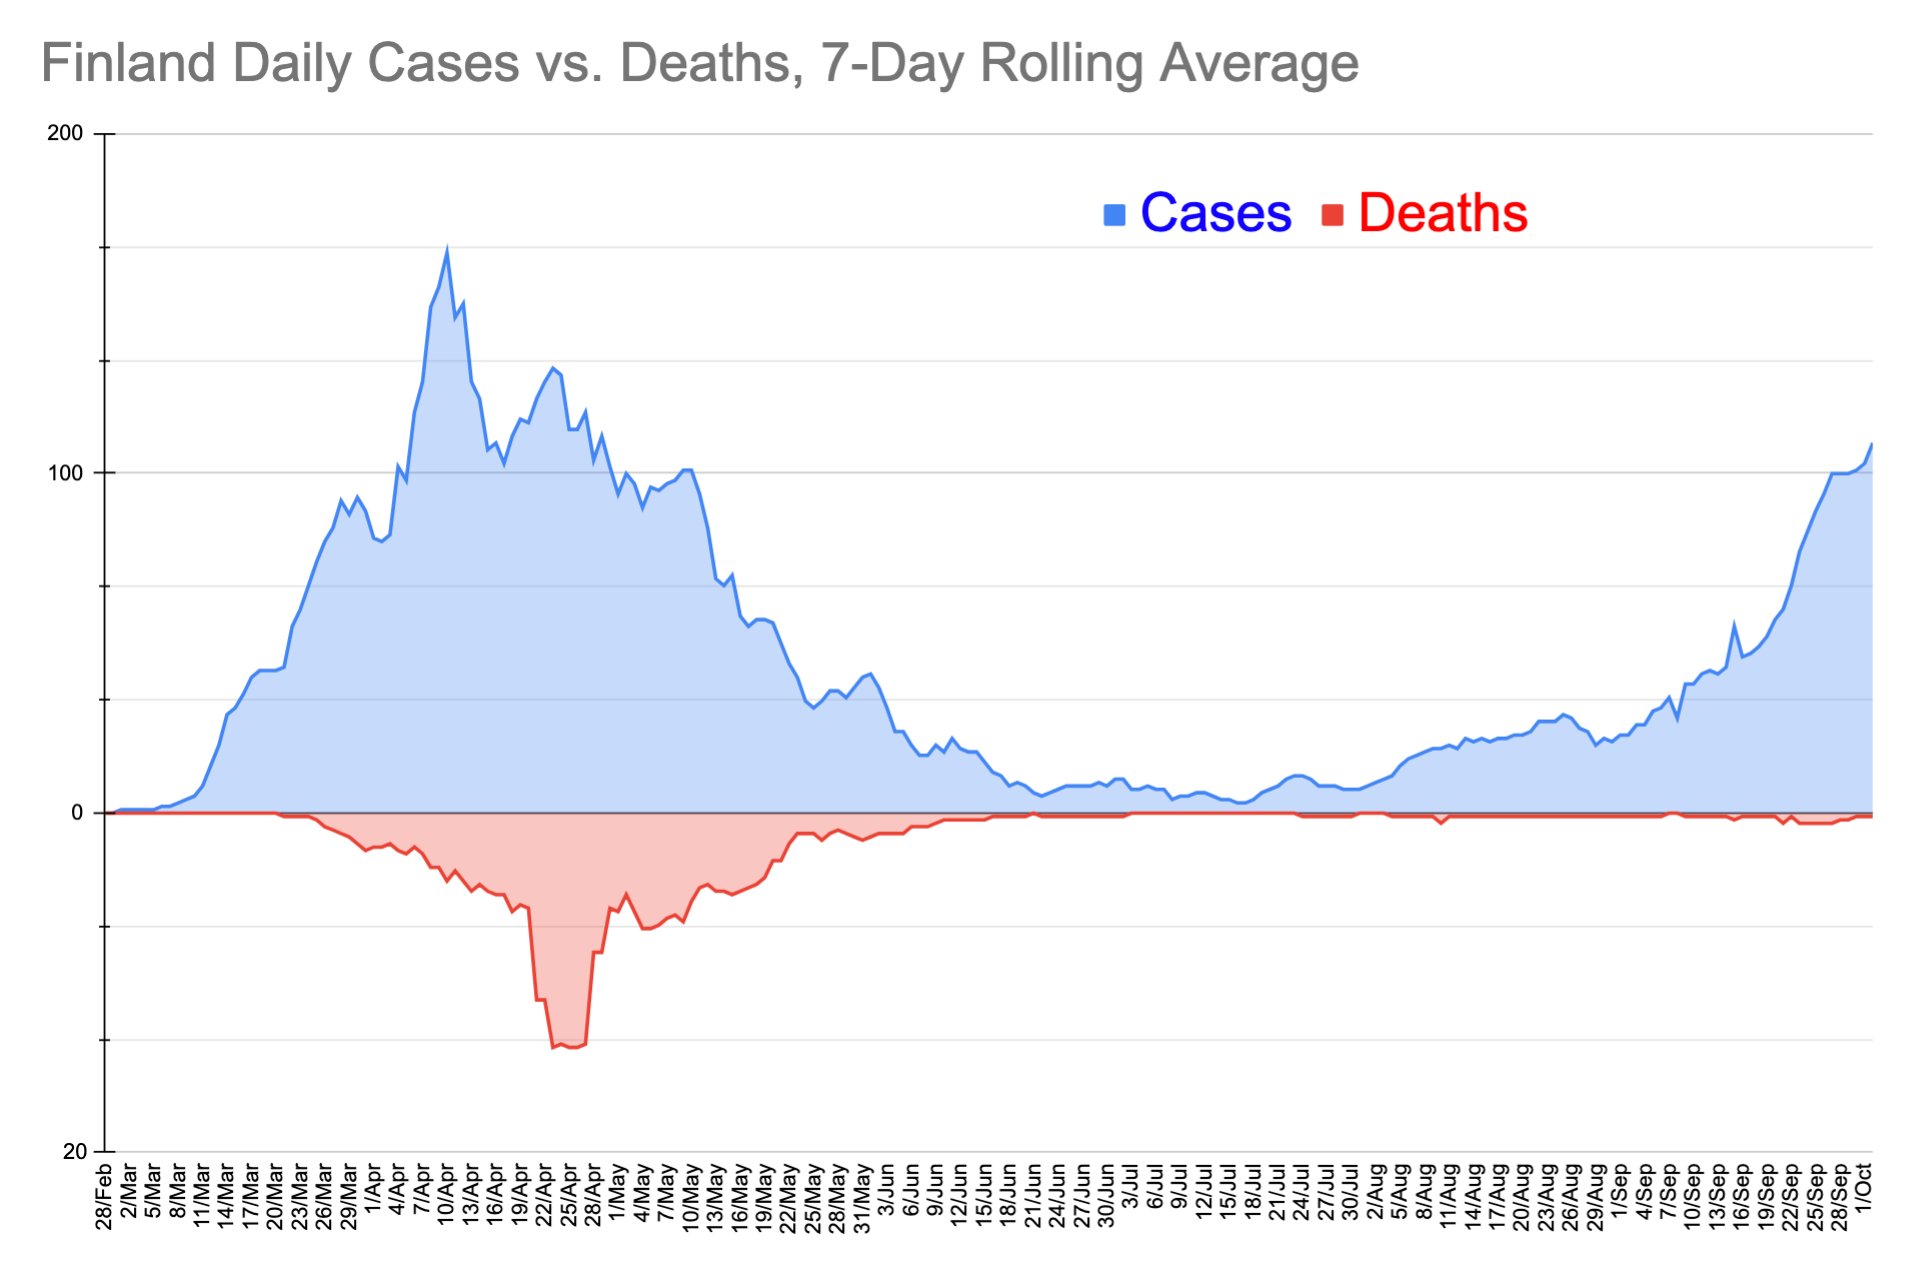 Finland Daily Cases vs. Deaths, 7-Day Rolling Average
200
Cases Deaths
100
0
20
28/Feb 2/Mar 5/Mar 8/Mar 11/Mar 14/Mar 17/Mar 20/Mar 23/Mar 26/Mar 29/Mar 1/Apr 4/Apr 7/Apr 10/Apr 13/Apr 16/Apr 19/Apr 22/Apr 25/Apr 28/Apr 1/May 4/May 7/May 10/May 13/May 16/May 19/May 22/May 25/May 28/May 31/May 3/Jun 6/Jun 9/Jun 12/Jun 15/Jun 18/Jun 21/Jun 24/Jun 27/Jun 30/Jun 3/Jul 6/Jul 9/Jul 12/Jul 15/Jul 18/Jul 21/Jul 24/Jul 27/Jul 30/Jul 2/Aug 5/Aug 8/Aug 11/Aug 14/Aug 17/Aug 20/Aug 23/Aug 26/Aug 29/Aug 1/Sep 4/Sep 7/Sep 10/Sep 13/Sep 16/Sep 19/Sep 22/Sep 25/Sep 28/Sep 1/Oct